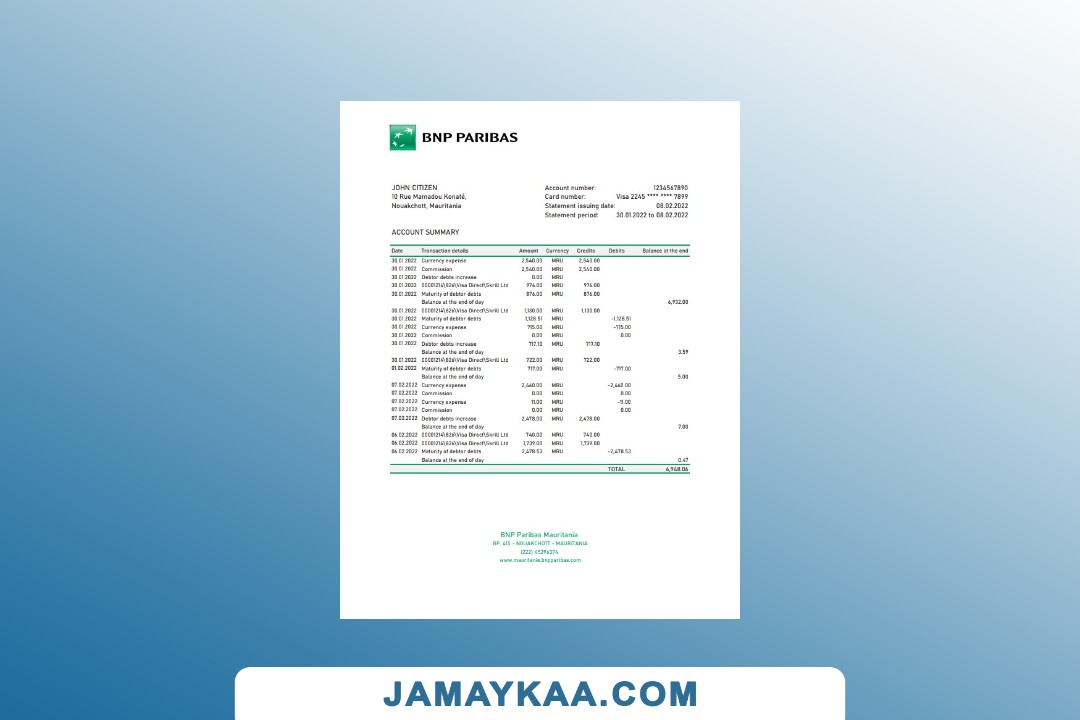 BNP PARIBAS
JOHN CITIZEN
10 Rue Mamadou Konaté,
Nouakchott, Mauritania
Account number: 1234567890
Card number: Visa 2245 **** **** 7899
Statement issuing date: 08.02.2022
Statement period: 30.01.2022 to 08.02.2022
ACCOUNT SUMMARY
Date Transaction details Amount Currency Credits Debits Balance at the end
30.01.2022 Currency expense 2,540.00 MRU 2,540.00
30.01.2022 Commission 2,540.00 MRU 2,540.00
30.01.2022 Debtor debts increase 0.00 MRU
30.01.2022 00001214\826\Visa Direct\Skrill Ltd 976.00 MRU 976.00
30.01.2022 Maturity of debtor debts 876.00 MRU 876.00
Balance at the end of day 6,932.00
30.01.2022 00001214\826\Visa Direct\Skrill Ltd 1,130.00 MRU 1,130.00
30.01.2022 Maturity of debtor debts 1,128.51 MRU -1,128.51
30.01.2022 Currency expense 715.00 MRU -715.00
30.01.2022 Commission 0.00 MRU 0.00
30.01.2022 Debtor debts increase 717.10 MRU 717.10
Balance at the end of day 3.59
30.01.2022 00001214\826\Visa Direct\Skrill Ltd 722.00 MRU 722.00
01.02.2022 Maturity of debtor debts 717.00 MRU -717.00
Balance at the end of day 5.00
07.02.2022 Currency expense 2,460.00 MRU -2,460.00
07.02.2022 Commission 0.00 MRU 0.00
07.02.2022 Currency expense 11.00 MRU -11.00
07.02.2022 Commission 0.00 MRU 0.00
07.02.2022 Debtor debts increase 2,478.00 MRU 2,478.00
Balance at the end of day 7.00
06.02.2022 00001214\826\Visa Direct\Skrill Ltd 740.00 MRU 740.00
06.02.2022 00001214\826\Visa Direct\Skrill Ltd 1,739.00 MRU 1,739.00
06.02.2022 Maturity of debtor debts 2,478.53 MRU -2,478.53
Balance at the end of day 0.47
TOTAL 6,948.06
BNP Paribas Mauritania
BP. 415 - NOUAKCHOTT - MAURITANIA
(222) 45296374
www.mauritanie.bnpparibas.com
JAMAYKAA.COM